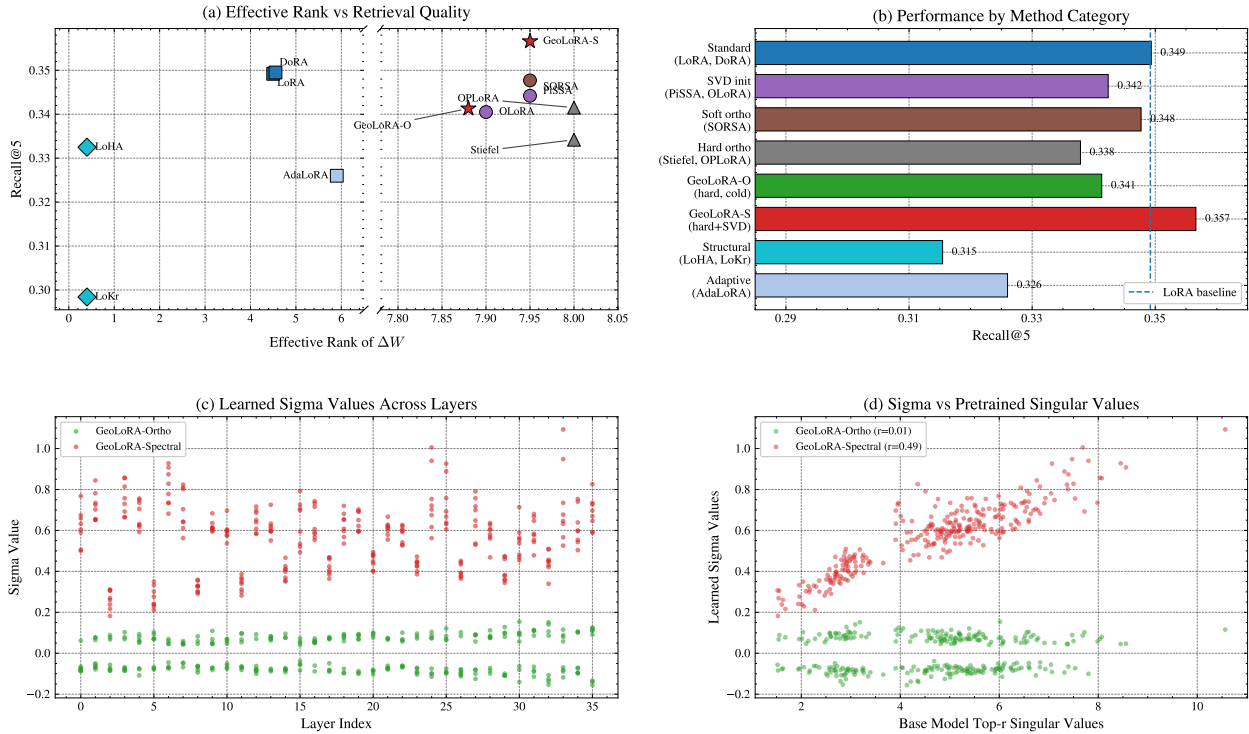 (a) Effective Rank vs Retrieval Quality
Recall@5
0.35
0.34
0.33
0.32
0.31
0.30
GeoLoRA-S
DoRA
LoRA
SORSA
PiSSA
OPLoRA
OLoRA
GeoLoRA-O
LoHA
Stiefel
AdaLoRA
LoKr
0 1 2 3 4 5 6 7.80 7.90 8.00 8.05
Effective Rank of ΔW
(b) Performance by Method Category
Standard
(LoRA, DoRA)
0.349
SVD init
(PiSSA, OLoRA)
0.342
Soft ortho
(SORSA)
0.348
Hard ortho
(Stiefel, OPLoRA)
0.338
GeoLoRA-O
(hard, cold)
0.341
GeoLoRA-S
(hard+SVD)
0.357
Structural
(LoHA, LoKr)
0.315
Adaptive
(AdaLoRA)
0.326
LoRA baseline
0.29 0.31 0.33 0.35
Recall@5
(c) Learned Sigma Values Across Layers
GeoLoRA-Ortho
GeoLoRA-Spectral
Sigma Value
1.0
0.8
0.6
0.4
0.2
0.0
−0.2
0 5 10 15 20 25 30 35
Layer Index
(d) Sigma vs Pretrained Singular Values
GeoLoRA-Ortho (r=0.01)
GeoLoRA-Spectral (r=0.49)
Learned Sigma Values
1.0
0.8
0.6
0.4
0.2
0.0
−0.2
2 4 6 8 10
Base Model Top-r Singular Values